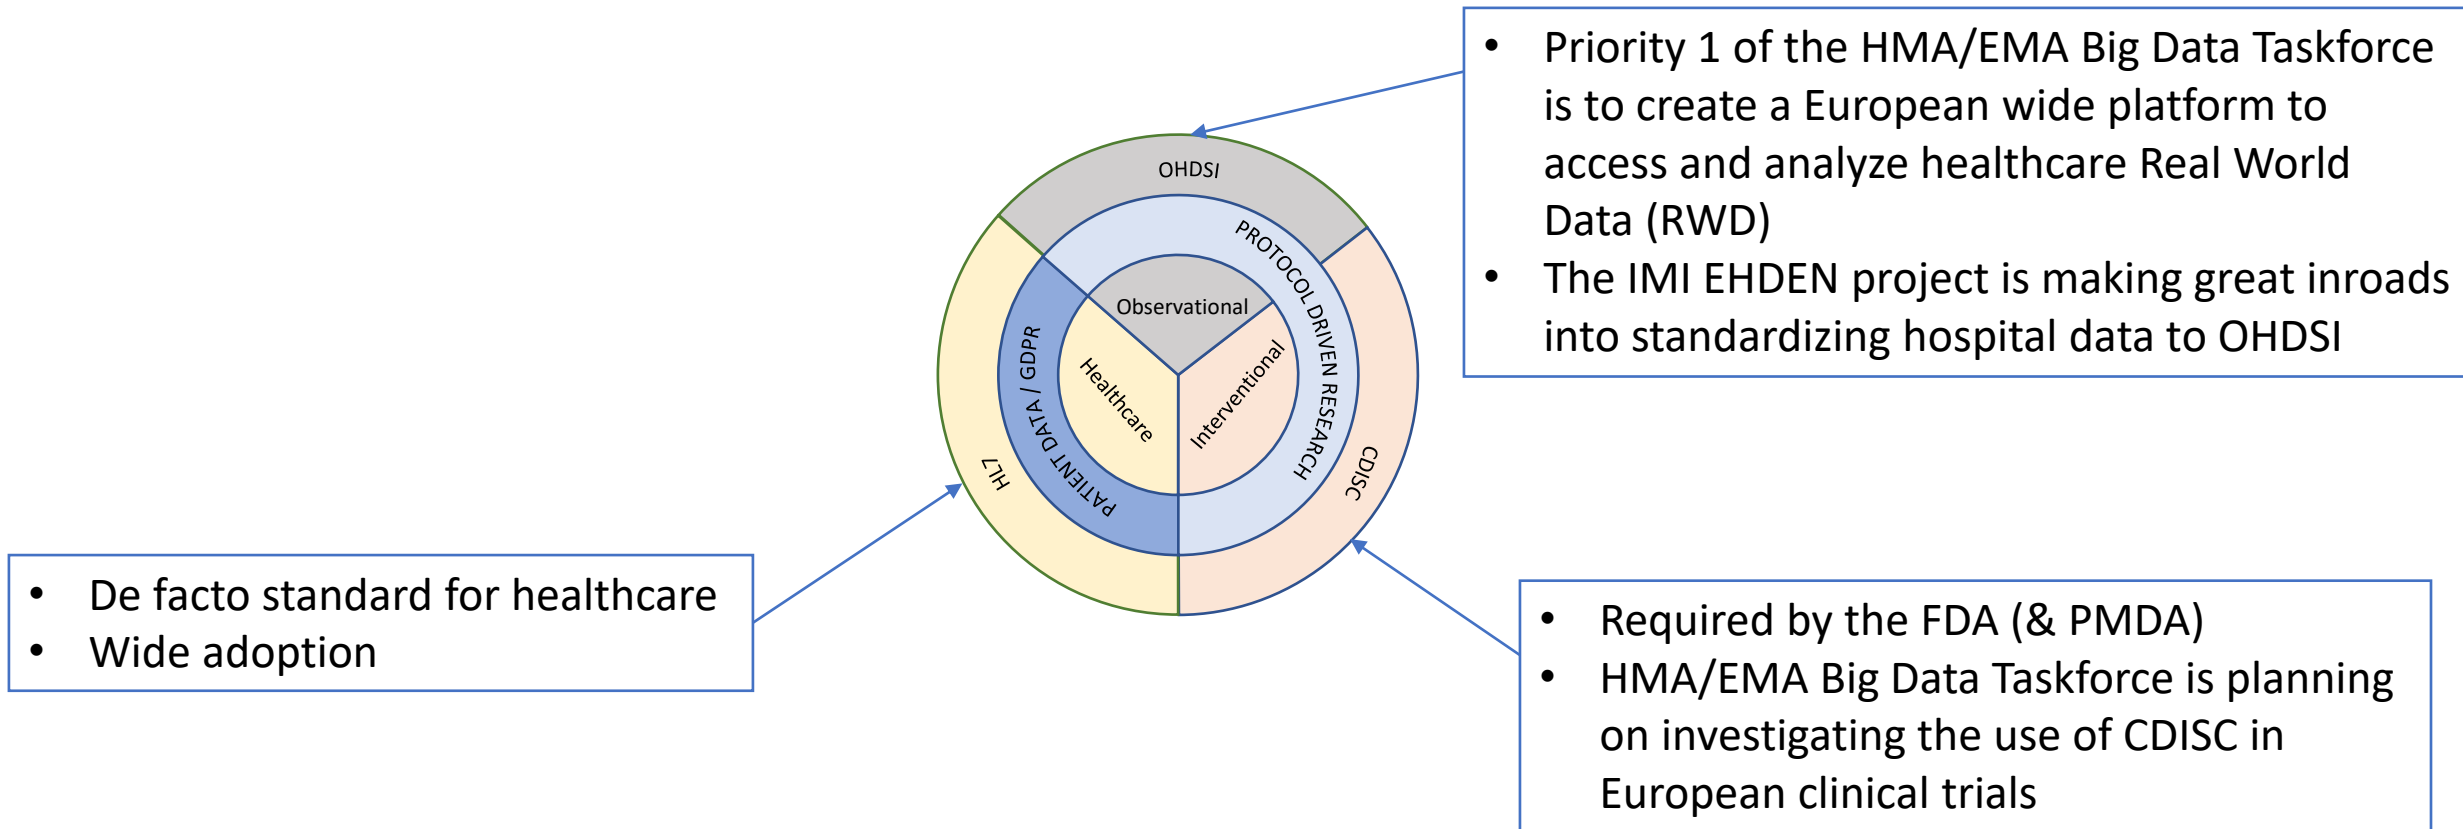 • Priority 1 of the HMA/EMA Big Data Taskforce
is to create a European wide platform to
access and analyze healthcare Real World
Data (RWD)
• The IMI EHDEN project is making great inroads
into standardizing hospital data to OHDSI
OHDSI
PROTOCOL DRIVEN RESEARCH
Observational
PATIENT DATA / GDPR
Healthcare
Interventional
HL7
CDISC
• De facto standard for healthcare
• Wide adoption
• Required by the FDA (& PMDA)
• HMA/EMA Big Data Taskforce is planning
on investigating the use of CDISC in
European clinical trials